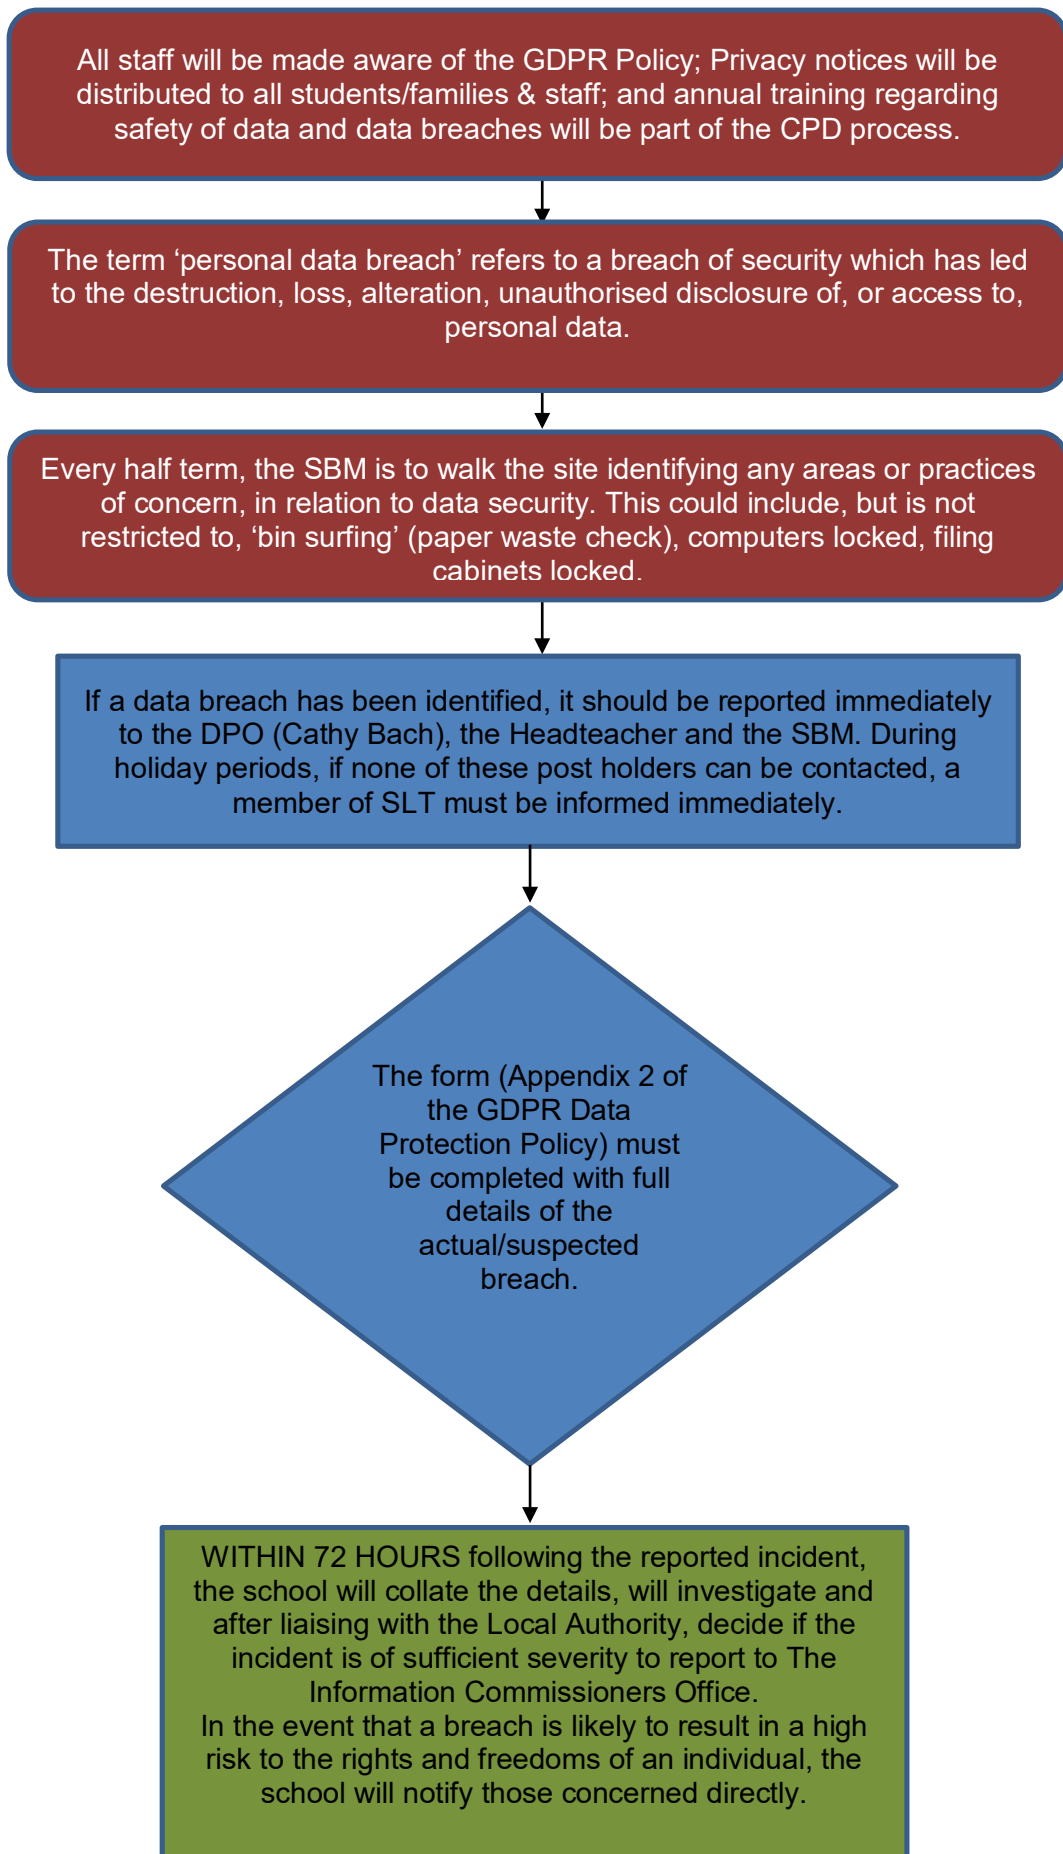 All staff will be made aware of the GDPR Policy; Privacy notices will be
distributed to all students/families & staff; and annual training regarding
safety of data and data breaches will be part of the CPD process.
The term ‘personal data breach’ refers to a breach of security which has led
to the destruction, loss, alteration, unauthorised disclosure of, or access to,
personal data.
Every half term, the SBM is to walk the site identifying any areas or practices
of concern, in relation to data security. This could include, but is not
restricted to, ‘bin surfing’ (paper waste check), computers locked, filing
cabinets locked.
If a data breach has been identified, it should be reported immediately
to the DPO (Cathy Bach), the Headteacher and the SBM. During
holiday periods, if none of these post holders can be contacted, a
member of SLT must be informed immediately.
The form (Appendix 2 of
the GDPR Data
Protection Policy) must
be completed with full
details of the
actual/suspected
breach.
WITHIN 72 HOURS following the reported incident,
the school will collate the details, will investigate and
after liaising with the Local Authority, decide if the
incident is of sufficient severity to report to The
Information Commissioners Office.
In the event that a breach is likely to result in a high
risk to the rights and freedoms of an individual, the
school will notify those concerned directly.